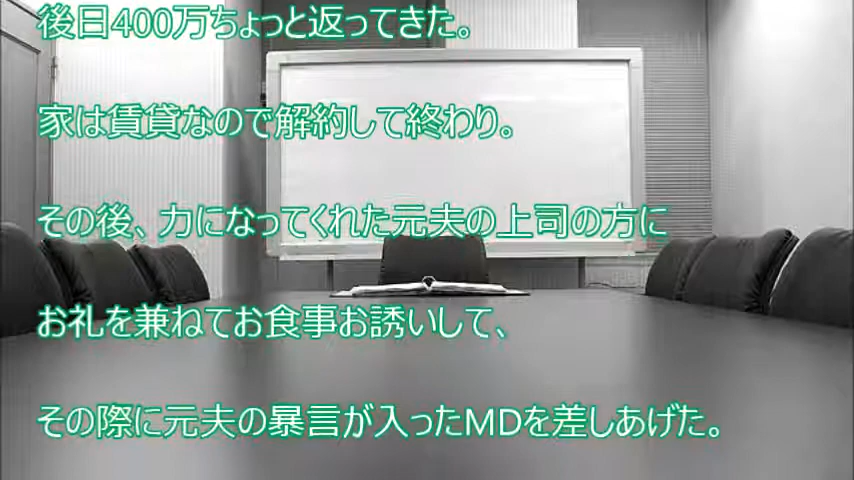 後日400万ちょっと返ってきた。
家は賃貸なので解約して終わり。
その後、力になってくれた元夫の上司の方に
お礼を兼ねてお食事お誘いして、
その際に元夫の暴言が入ったMDを差しあげた。